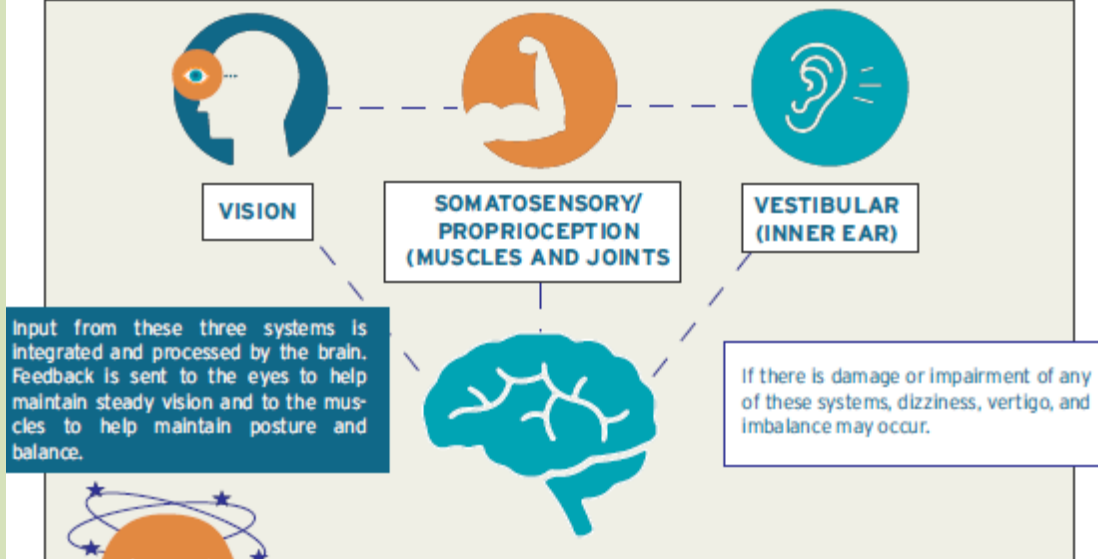 VISION
SOMATOSENSORY/
PROPRIOCEPTION
(MUSCLES AND JOINTS
VESTIBULAR
(INNER EAR)
Input from these three systems is
integrated and processed by the brain.
Feedback is sent to the eyes to help
maintain steady vision and to the mus-
cles to help maintain posture and
balance.
If there is damage or impairment of any
of these systems, dizziness, vertigo, and
imbalance may occur.